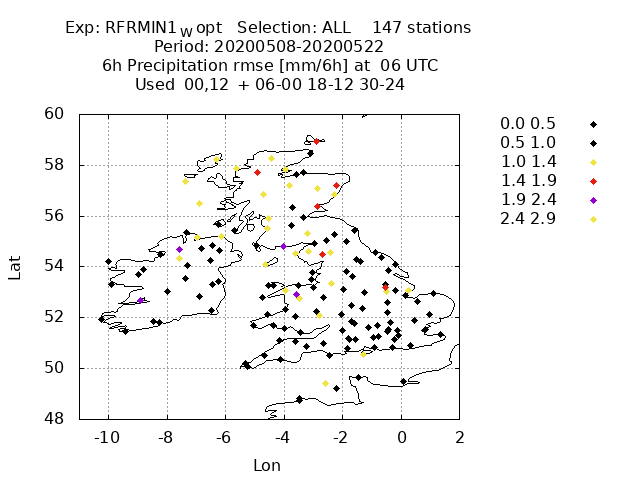 Exp: RFRMIN1 W opt Selection: ALL 147 stations
Period: 20200508-20200522
6h Precipitation rmse [mm/6h] at 06 UTC
Used 00,12 + 06-00 18-12 30-24
60
58
56
54
52
50
48
Lat
-10 -8 -6 -4 -2 0 2
Lon
0.0 0.5
0.5 1.0
1.0 1.4
1.4 1.9
1.9 2.4
2.4 2.9